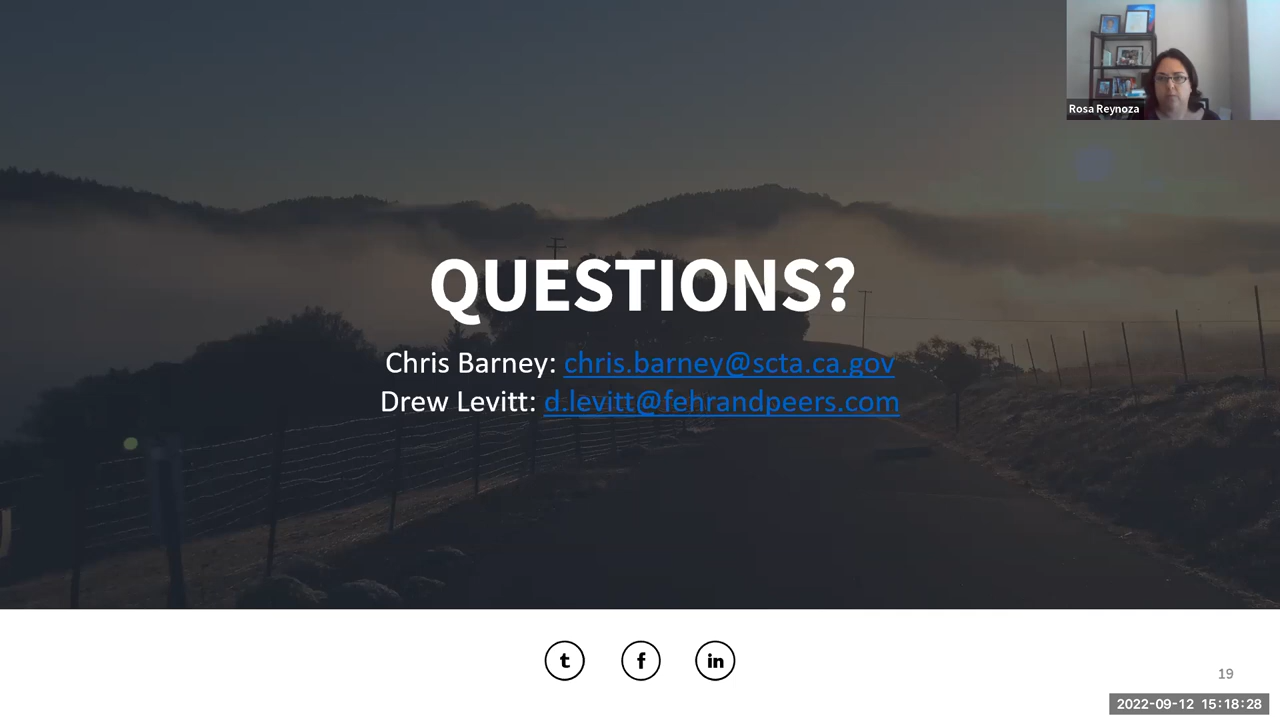 Rosa Reynoza
QUESTIONS?
Chris Barney: chris.barney@scta.ca.gov
Drew Levitt: d.levitt@fehrandpeers.com
t f in
19
2022-09-12 15:18:28